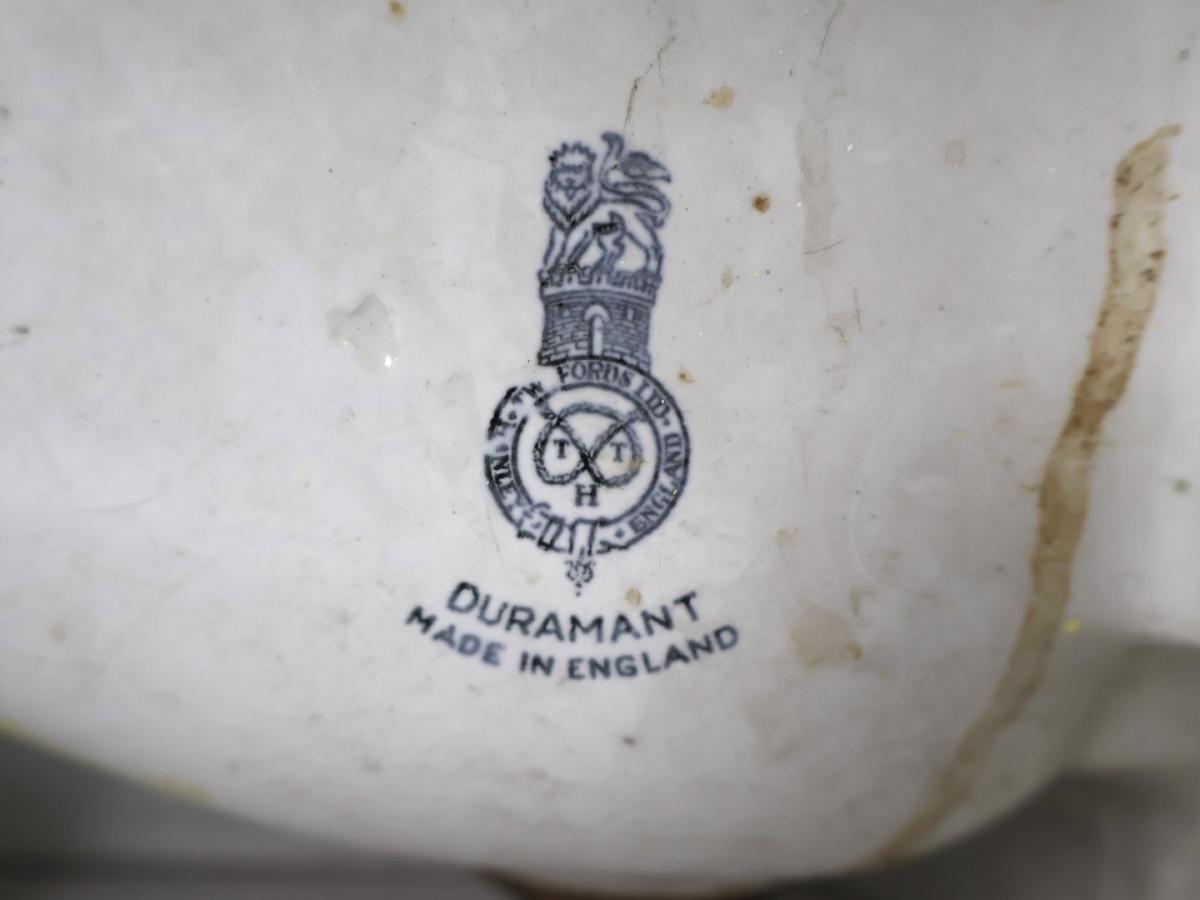 FORDS LTD. ENGLAND
T T
H
DURAMANT
MADE IN ENGLAND